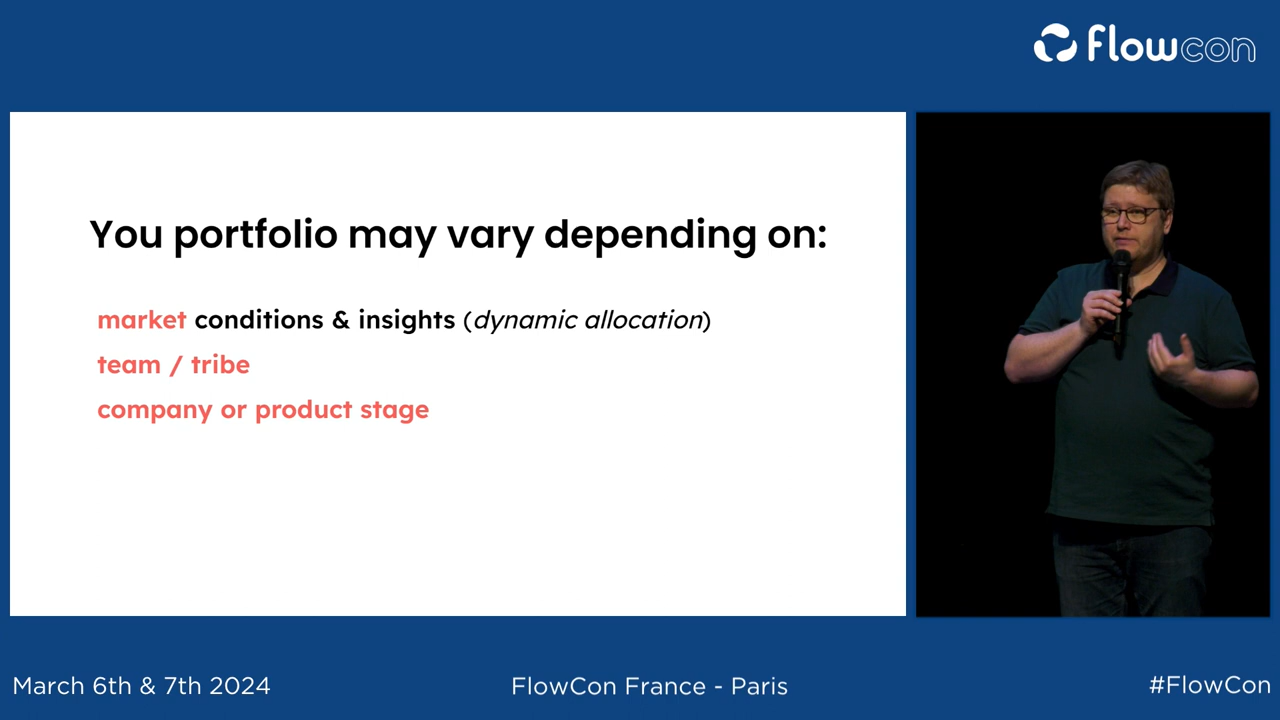 flowcon
You portfolio may vary depending on:
market conditions & insights (dynamic allocation)
team / tribe
company or product stage
March 6th & 7th 2024
FlowCon France - Paris
#FlowCon